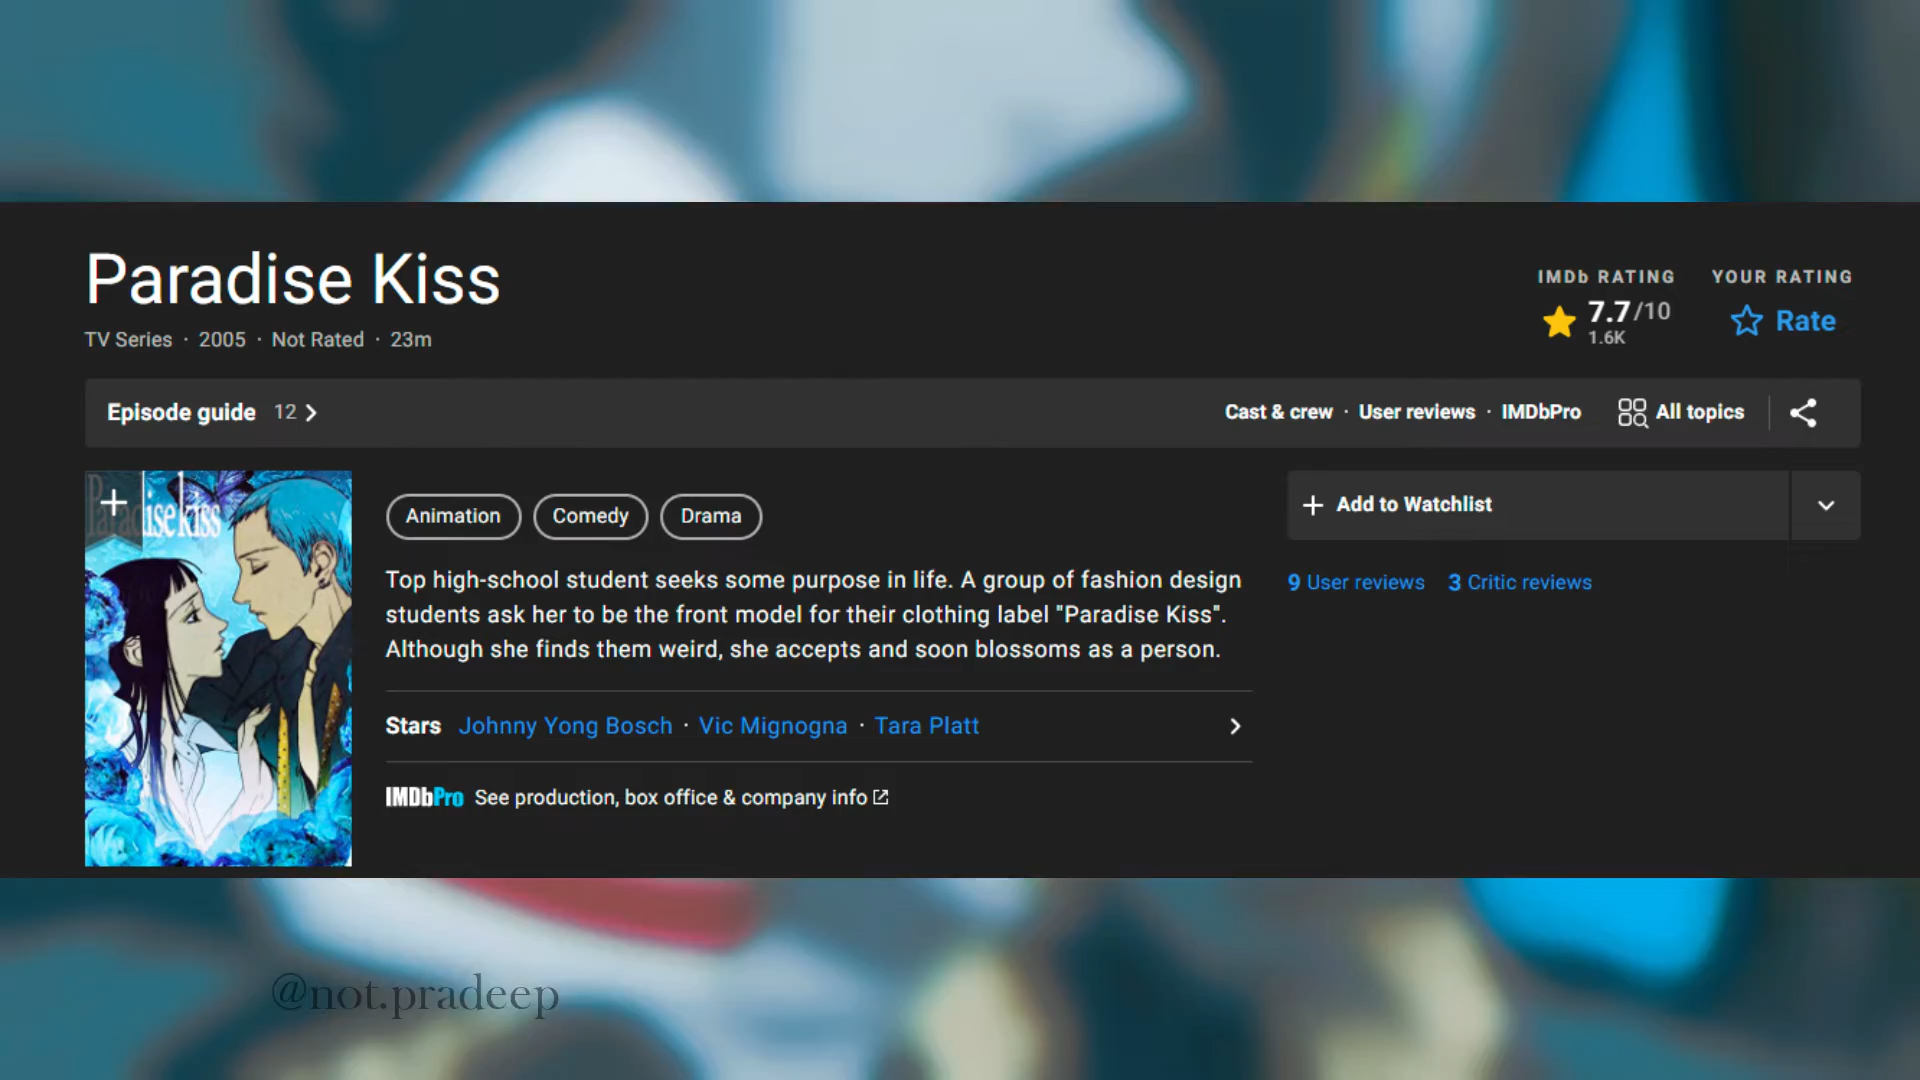 Paradise Kiss
TV Series · 2005 · Not Rated · 23m
IMDb RATING
7.7/10
1.6K
YOUR RATING
Rate
Episode guide 12
Cast & crew · User reviews · IMDbPro
All topics
Paradise kiss
Animation
Comedy
Drama
Top high-school student seeks some purpose in life. A group of fashion design
students ask her to be the front model for their clothing label "Paradise Kiss".
Although she finds them weird, she accepts and soon blossoms as a person.
Stars Johnny Yong Bosch · Vic Mignogna · Tara Platt
IMDbPro See production, box office & company info
+ Add to Watchlist
9 User reviews 3 Critic reviews
@not.pradeep